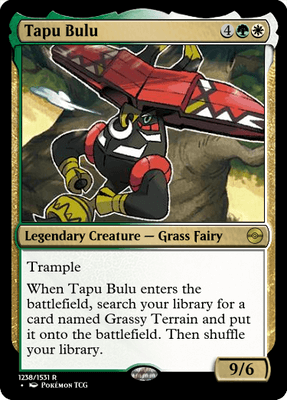 Tapu Bulu 4
Legendary Creature — Grass Fairy
Trample
When Tapu Bulu enters the
battlefield, search your library for a
card named Grassy Terrain and put
it onto the battlefield. Then shuffle
your library.
9/6
1238/1531 R
• Pokémon TCG